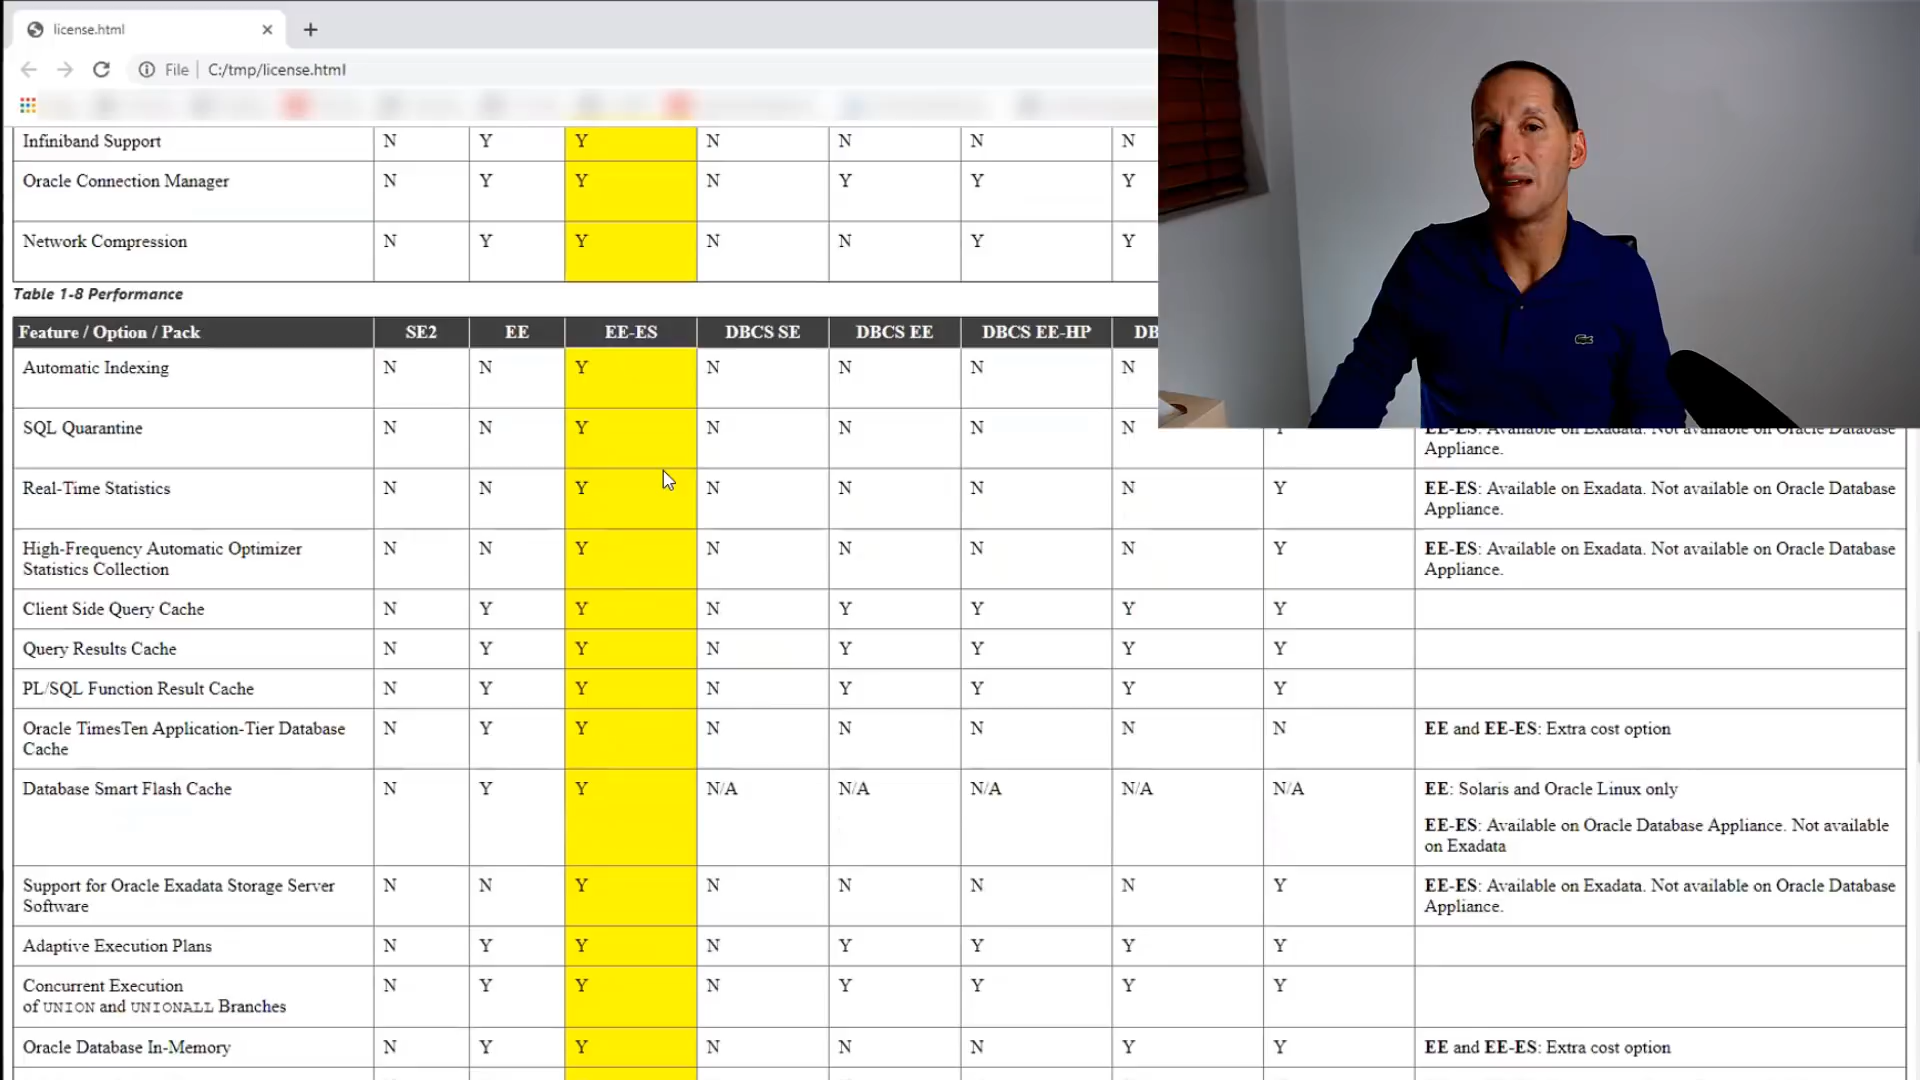 license.html
File C:/tmp/license.html
Infiniband Support N Y Y N N N N
Oracle Connection Manager N Y Y N Y Y Y
Network Compression N Y Y N N Y Y
Table 1-8 Performance
Feature / Option / Pack SE2 EE EE-ES DBCS SE DBCS EE DBCS EE-HP DB
Automatic Indexing N N Y N N N N
SQL Quarantine N N Y N N N N Y EE-ES: Available on Exadata. Not available on Oracle Database
Appliance.
Real-Time Statistics N N Y N N N N Y EE-ES: Available on Exadata. Not available on Oracle Database
Appliance.
High-Frequency Automatic Optimizer N N Y N N N N Y EE-ES: Available on Exadata. Not available on Oracle Database
Statistics Collection Appliance.
Client Side Query Cache N Y Y N Y Y Y Y
Query Results Cache N Y Y N Y Y Y Y
PL/SQL Function Result Cache N Y Y N Y Y Y Y
Oracle TimesTen Application-Tier Database N Y Y N N N N N EE and EE-ES: Extra cost option
Cache
Database Smart Flash Cache N Y Y N/A N/A N/A N/A N/A EE: Solaris and Oracle Linux only
EE-ES: Available on Oracle Database Appliance. Not available
on Exadata
Support for Oracle Exadata Storage Server N N Y N N N N Y EE-ES: Available on Exadata. Not available on Oracle Database
Software Appliance.
Adaptive Execution Plans N Y Y N Y Y Y Y
Concurrent Execution N Y Y N Y Y Y Y
of UNION and UNIONALL Branches
Oracle Database In-Memory N Y Y N N N Y Y EE and EE-ES: Extra cost option